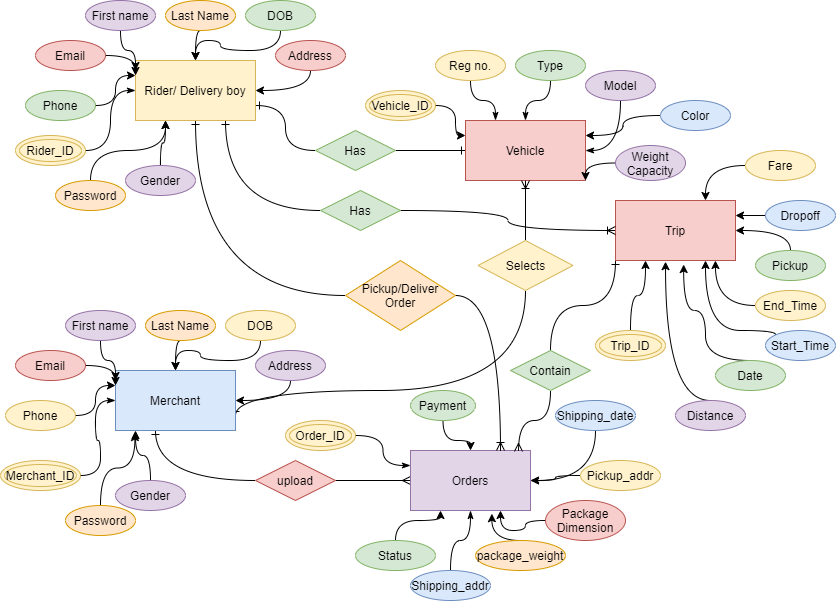 First name
Last Name
DOB
Email
Address
Rider/ Delivery boy
Phone
Rider_ID
Password
Gender
Reg no.
Type
Model
Vehicle_ID
Color
Vehicle
Weight
Capacity
Has
Has
Fare
Dropoff
Trip
Pickup
End_Time
Start_Time
Trip_ID
Date
Distance
Selects
Pickup/Deliver
Order
Contain
First name
Last Name
DOB
Email
Address
Merchant
Phone
Merchant_ID
Gender
Password
upload
Payment
Shipping_date
Order_ID
Orders
Pickup_addr
Package
Dimension
Status
package_weight
Shipping_addr